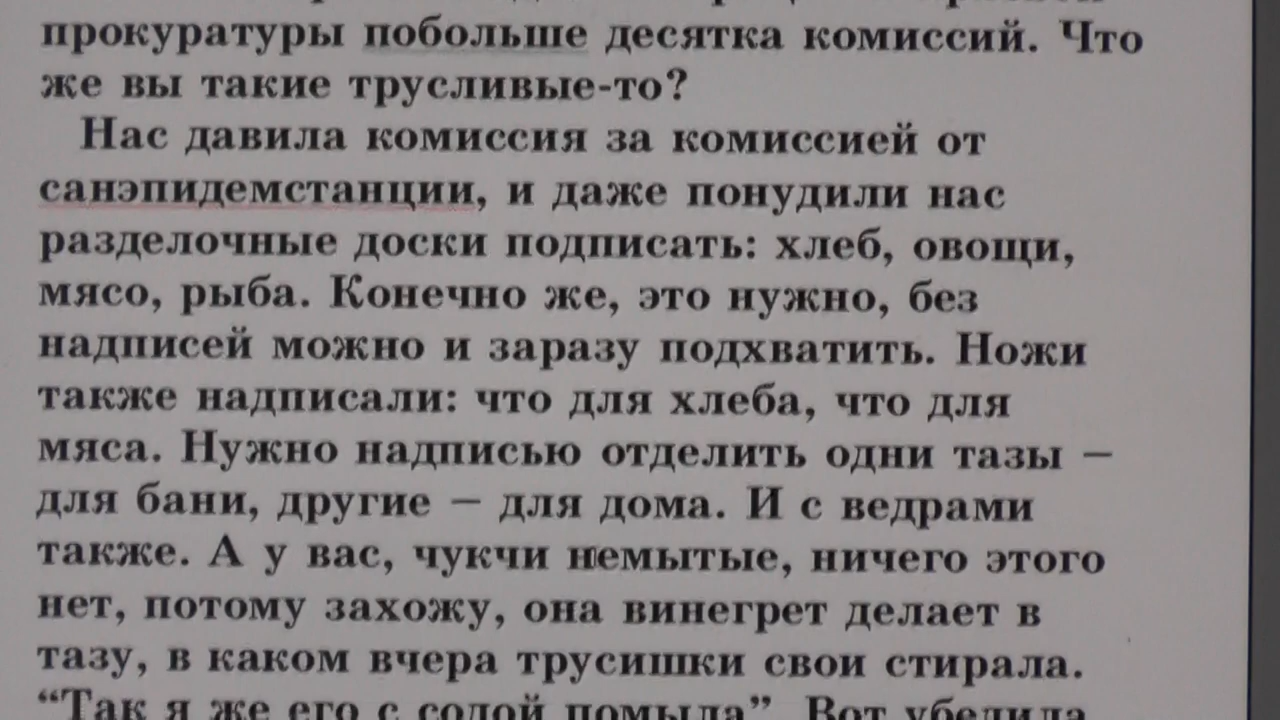 прокуратуры побольше десятка комиссий. Что
же вы такие трусливые-то?
Нас давила комиссия за комиссией от
санэпидемстанции, и даже понудили нас
разделочные доски подписать: хлеб, овощи,
мясо, рыба. Конечно же, это нужно, без
надписей можно и заразу подхватить. Ножи
также надписали: что для хлеба, что для
мяса. Нужно надписью отделить одни тазы –
для бани, другие – для дома. И с ведрами
также. А у вас, чукчи немытые, ничего этого
нет, потому захожу, она винегрет делает в
тазу, в каком вчера трусишки свои стирала.
“Так я же его с содой помыла”. Вот убедила